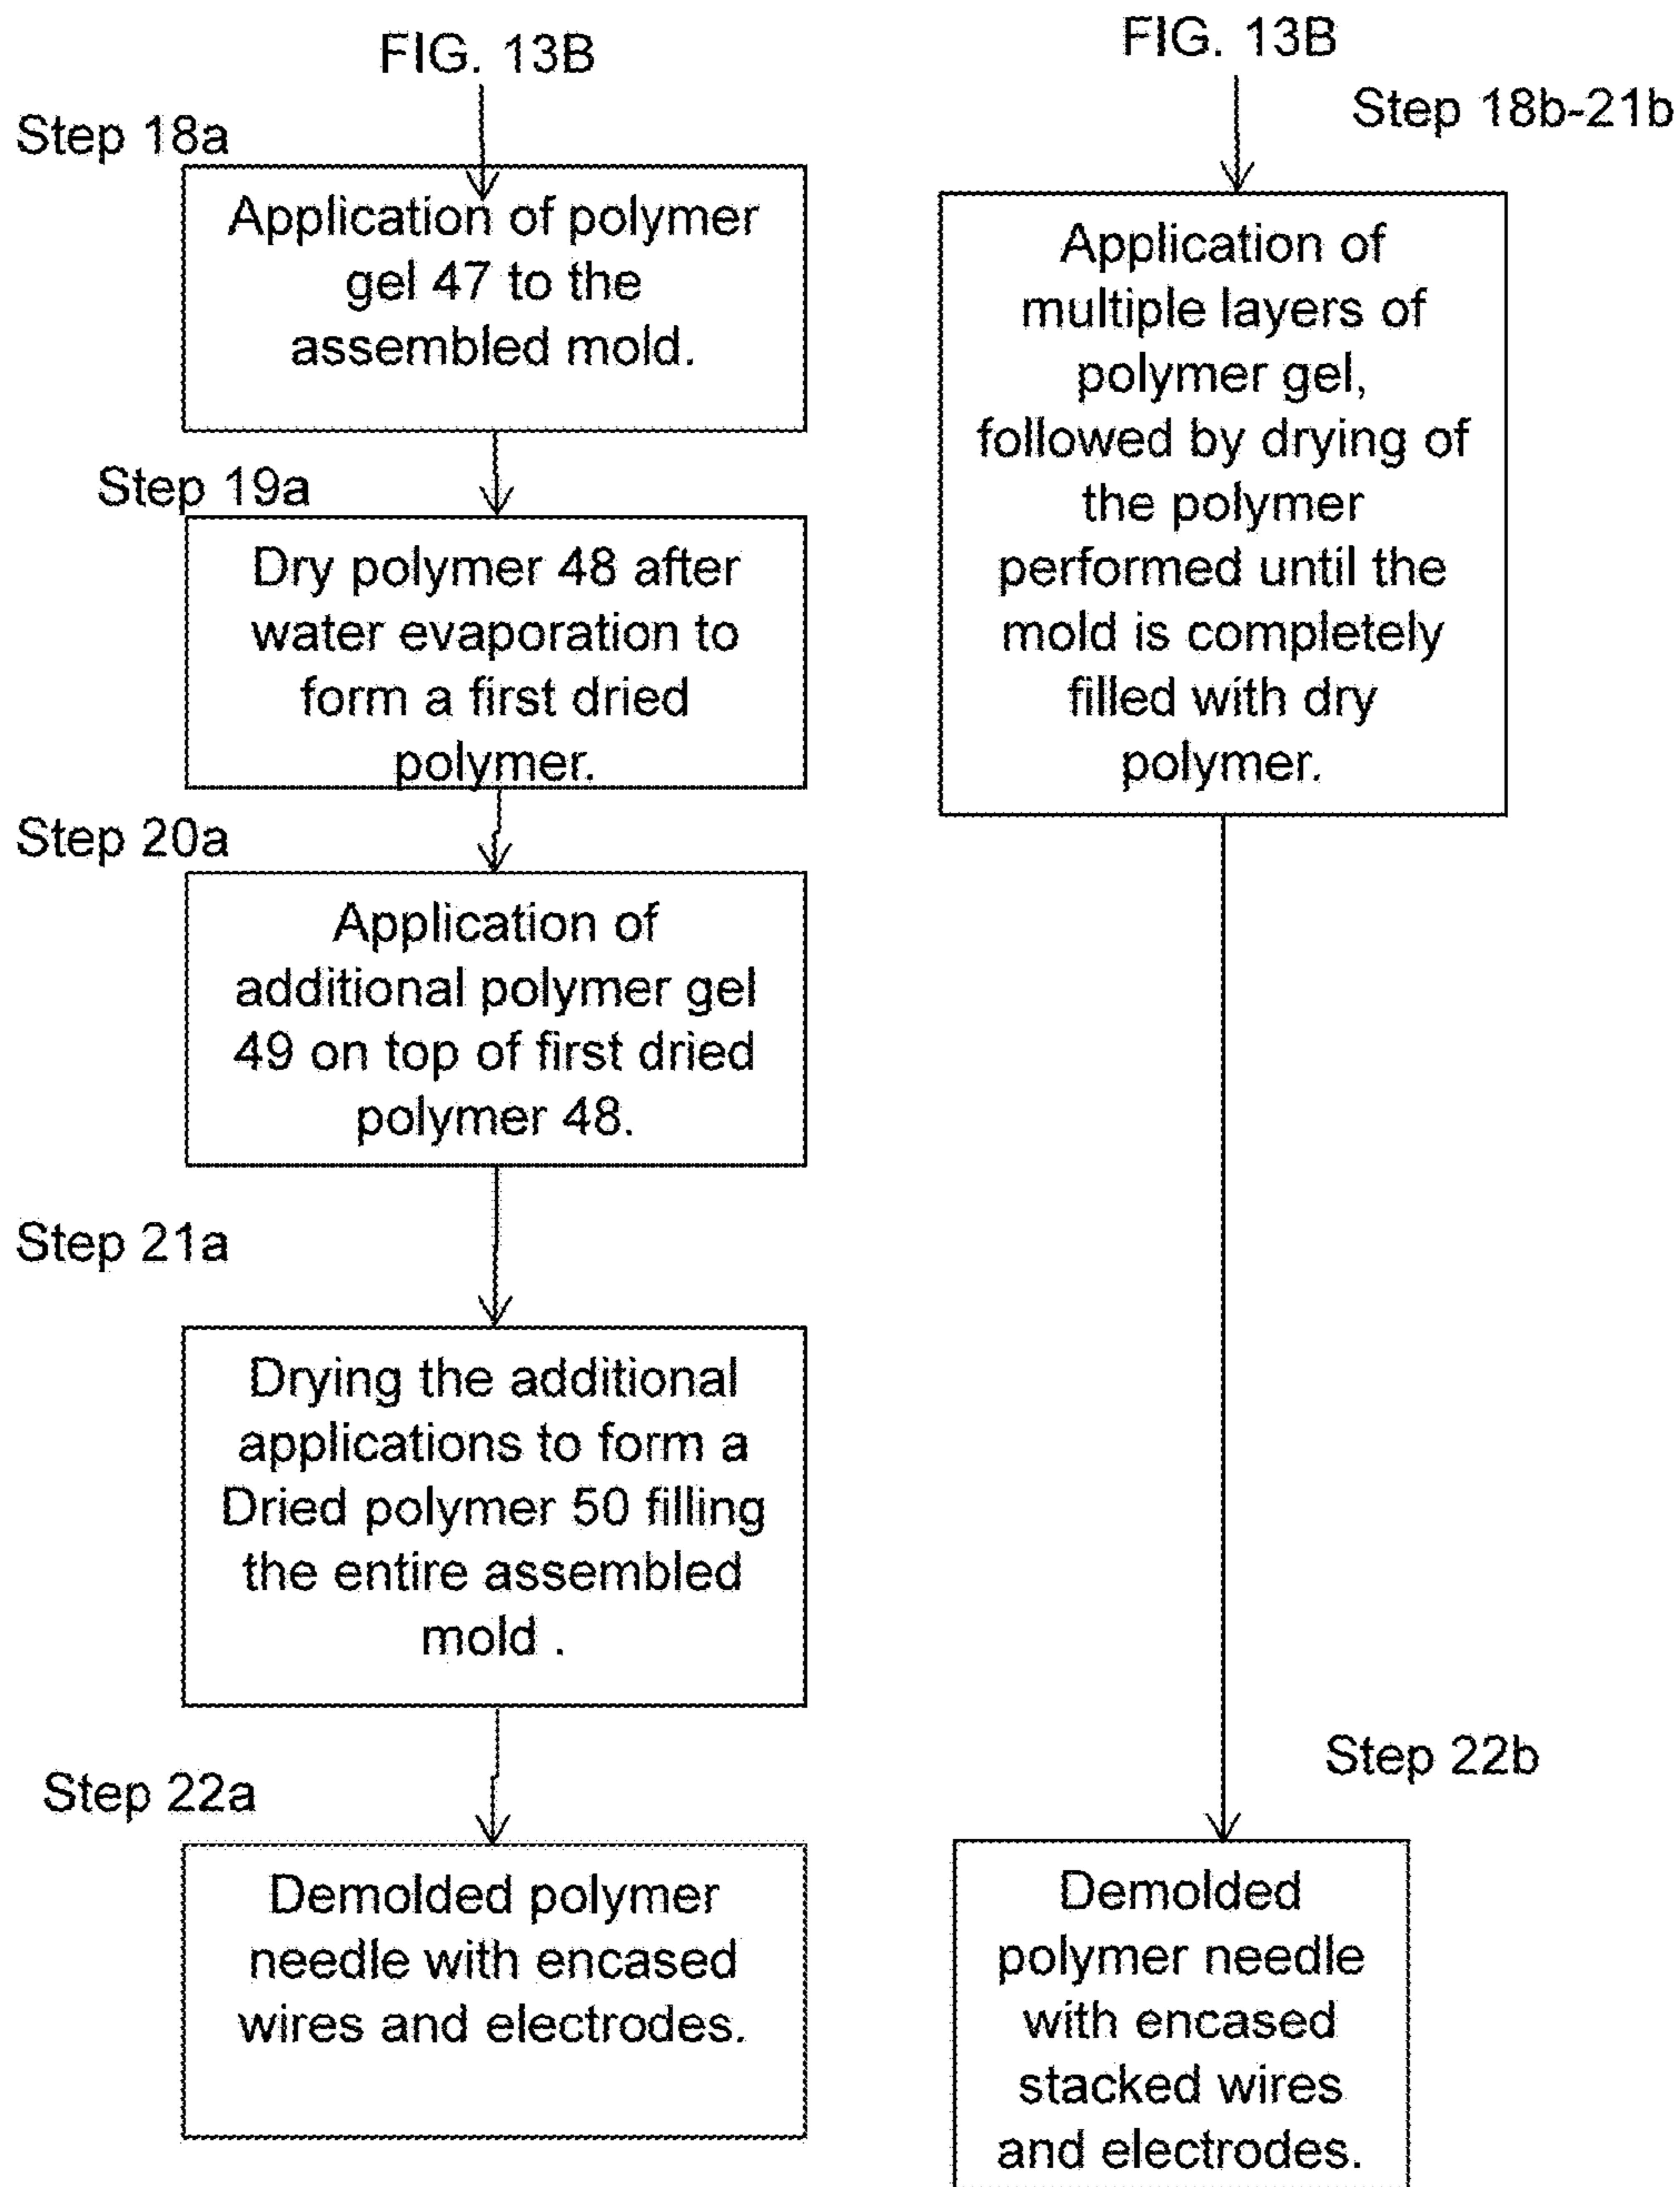 FIG. 13B
Step 18a
Application of polymer
gel 47 to the
assembled mold.
Step 19a
Dry polymer 48 after
water evaporation to
form a first dried
polymer.
Step 20a
Application of
additional polymer gel
49 on top of first dried
polymer 48.
Step 21a
Drying the additional
applications to form a
Dried polymer 50 filling
the entire assembled
mold .
Step 22a
Demolded polymer
needle with encased
wires and electrodes.
FIG. 13B
Step 18b-21b
Application of
multiple layers of
polymer gel,
followed by drying of
the polymer
performed until the
mold is completely
filled with dry
polymer.
Step 22b
Demolded
polymer needle
with encased
stacked wires
and electrodes.